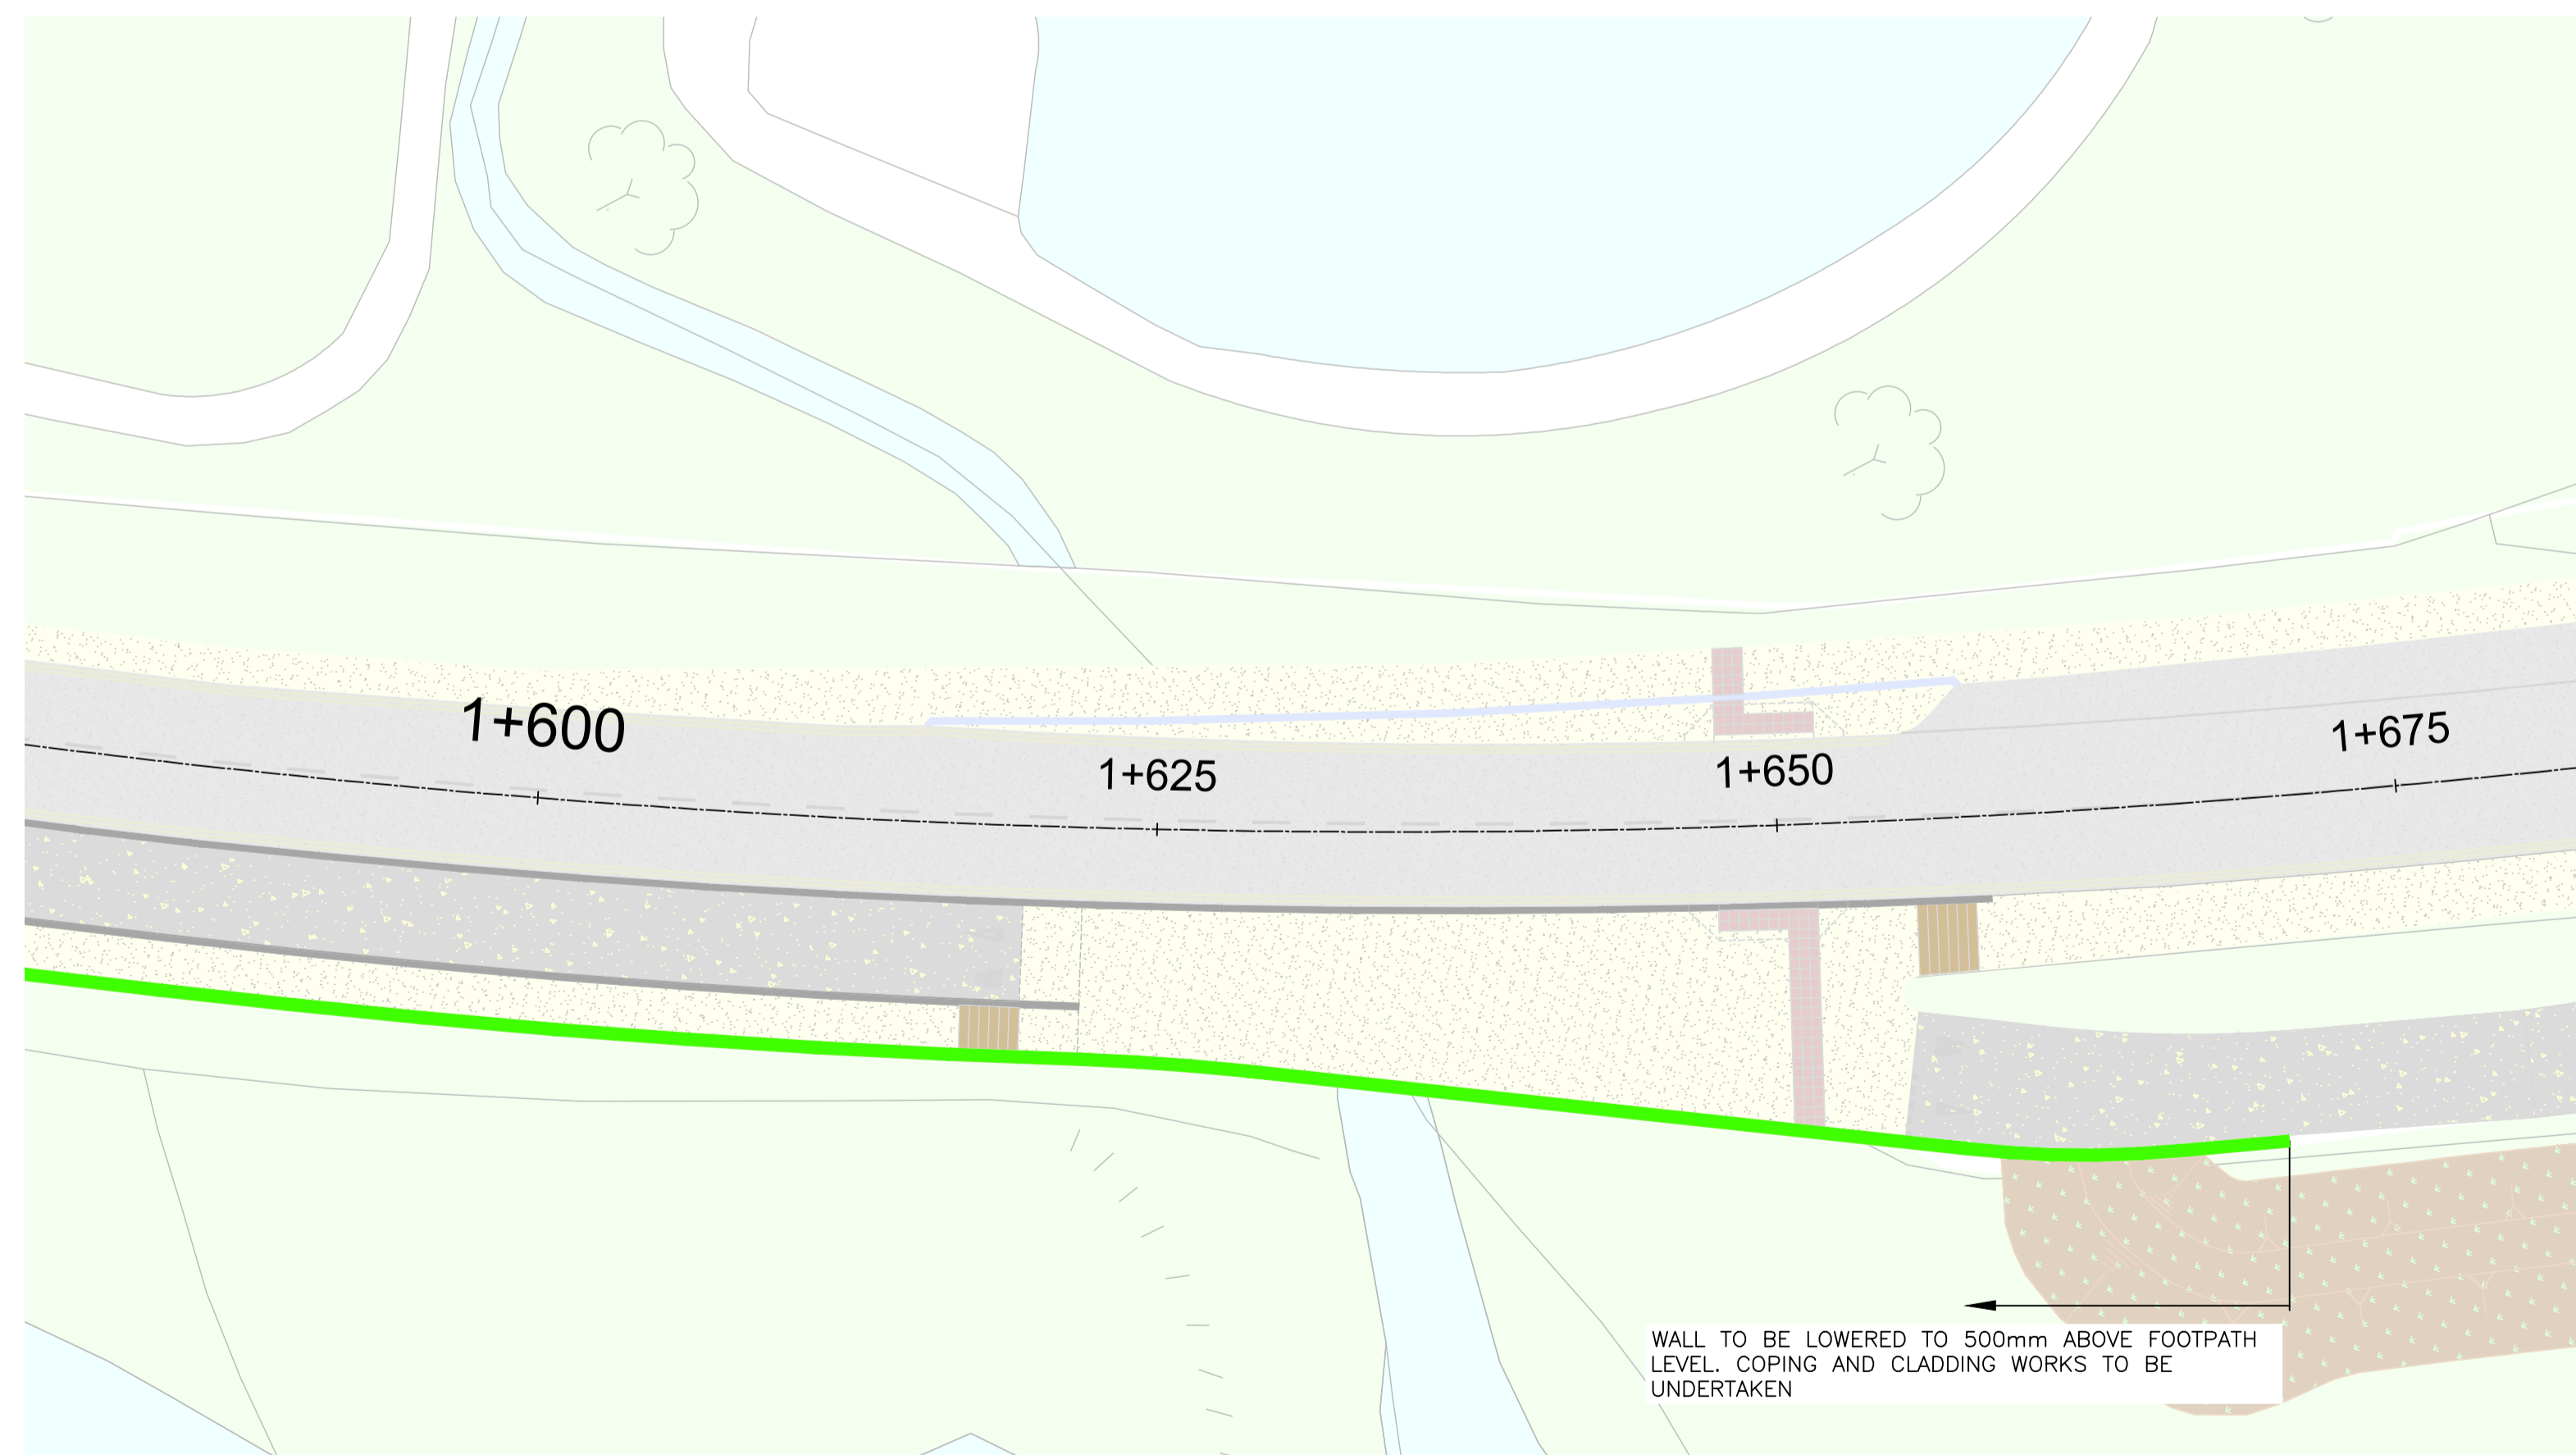 1+600
1+625
1+650
1+675
WALL TO BE LOWERED TO 500mm ABOVE FOOTPATH
LEVEL. COPING AND CLADDING WORKS TO BE
UNDERTAKEN